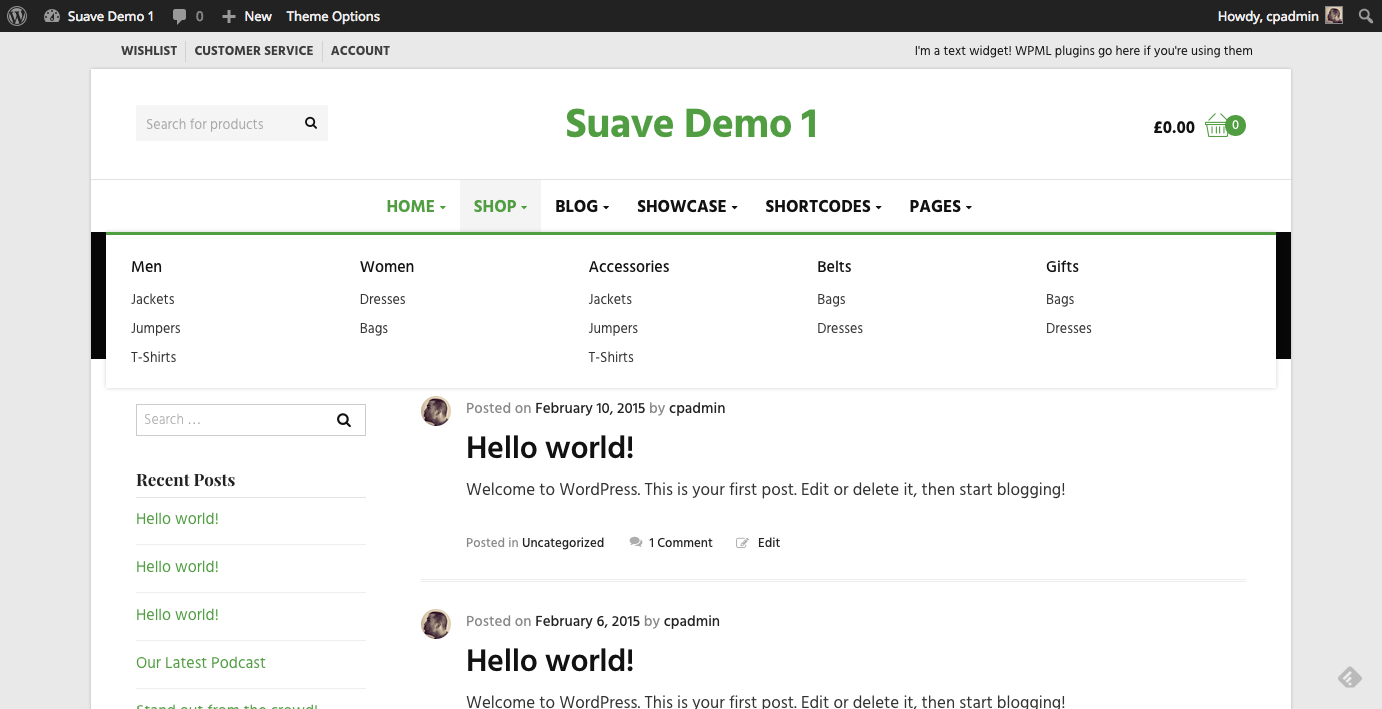 Suave Demo 1 0 New Theme Options Howdy, cpadmin
WISHLIST CUSTOMER SERVICE ACCOUNT I'm a text widget! WPML plugins go here if you're using them
Search for products Suave Demo 1 £0.00 0
HOME SHOP BLOG SHOWCASE SHORTCODES PAGES
Men Women Accessories Belts Gifts
Jackets Dresses Jackets Bags Bags
Jumpers Bags Jumpers Dresses Dresses
T-Shirts T-Shirts
Search …
Recent Posts
Hello world!
Hello world!
Hello world!
Our Latest Podcast
Stand out from the crowd!
Posted on February 10, 2015 by cpadmin
Hello world!
Welcome to WordPress. This is your first post. Edit or delete it, then start blogging!
Posted in Uncategorized 1 Comment Edit
Posted on February 6, 2015 by cpadmin
Hello world!
Welcome to WordPress. This is your first post. Edit or delete it, then start blogging!